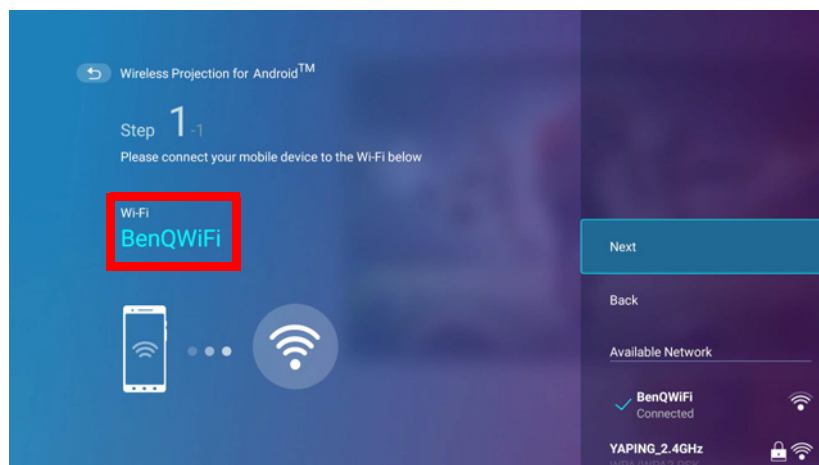 Wireless Projection for Android™
Step 1-1
Please connect your mobile device to the Wi-Fi below
Wi-Fi
BenQWiFi
Next
Back
Available Network
BenQWiFi
Connected
YAPING_2.4GHz